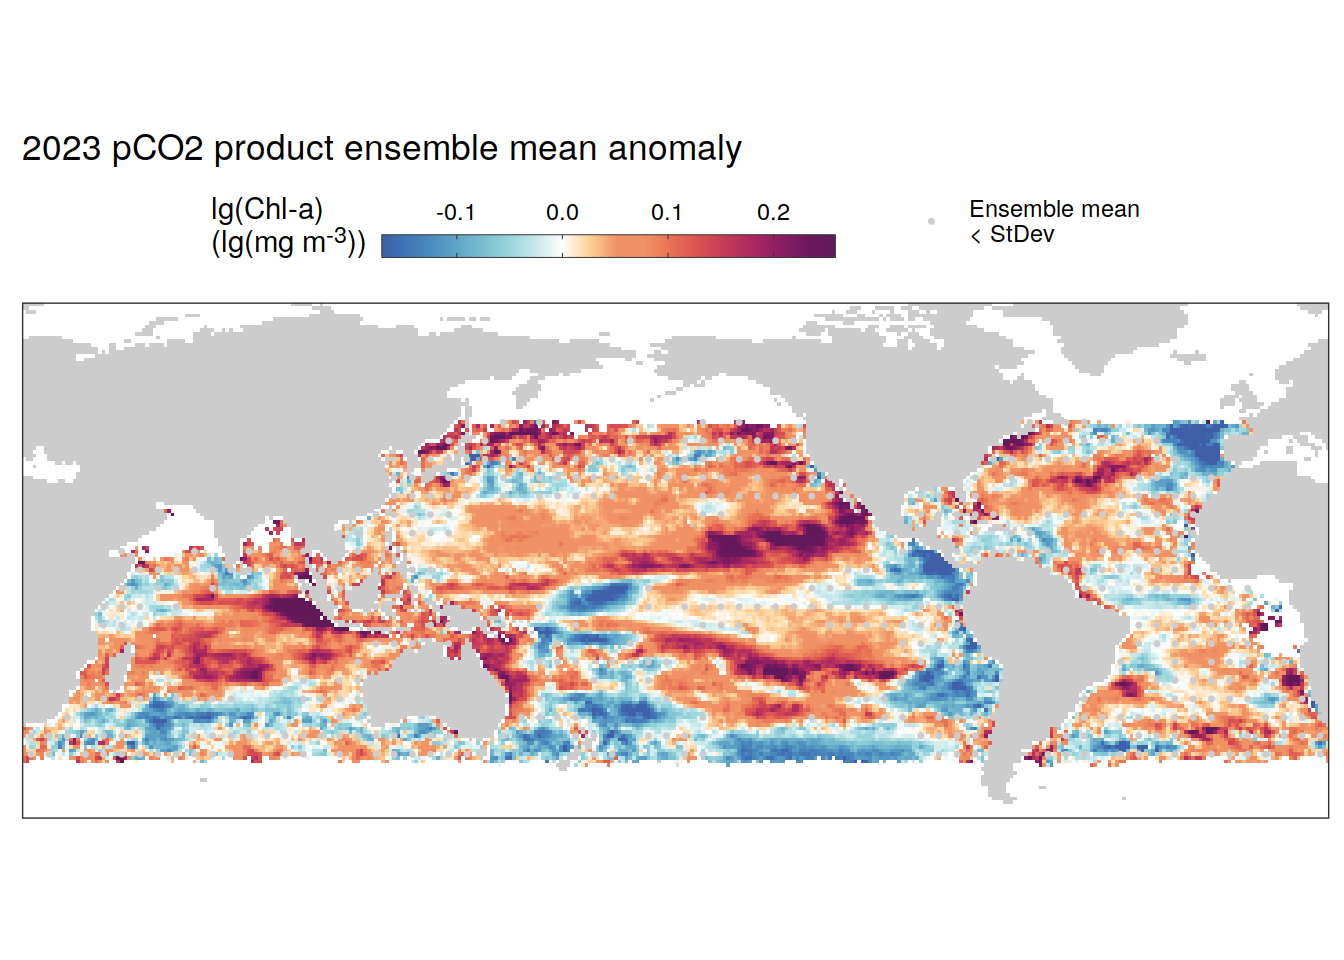 2023 pCO2 product ensemble mean anomaly
lg(Chl-a)
(lg(mg m⁻³))
-0.1 0.0 0.1 0.2
Ensemble mean
< StDev